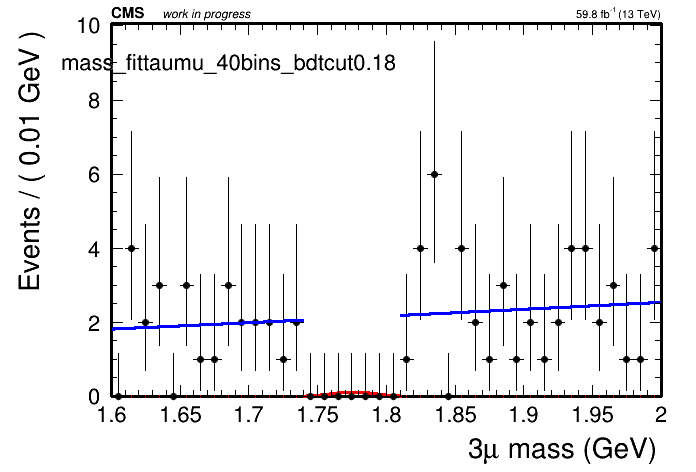 CMS work in progress 59.8 fb⁻¹ (13 TeV)
mass_fittaumu_40bins_bdtcut0.18
Events / ( 0.01 GeV )
10
8
6
4
2
0
1.6 1.65 1.7 1.75 1.8 1.85 1.9 1.95 2
3μ mass (GeV)